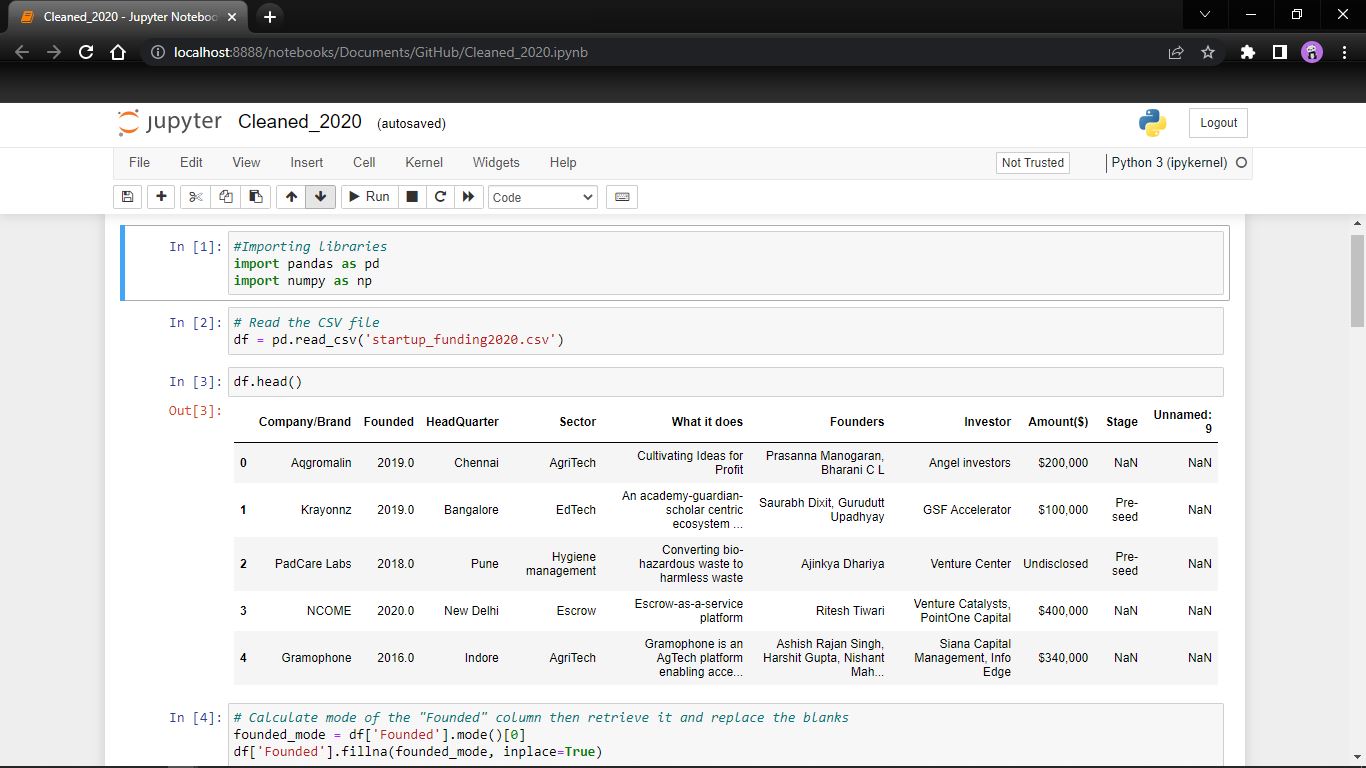 Cleaned_2020 - Jupyter Noteboo
localhost:8888/notebooks/Documents/GitHub/Cleaned_2020.ipynb
jupyter Cleaned_2020 (autosaved)
Logout
File Edit View Insert Cell Kernel Widgets Help
Not Trusted
Python 3 (ipykernel)
Run
Code
In [1]: #Importing libraries
import pandas as pd
import numpy as np
In [2]: # Read the CSV file
df = pd.read_csv('startup_funding2020.csv')
In [3]: df.head()
Out[3]:
Company/Brand Founded HeadQuarter Sector What it does Founders Investor Amount($) Stage Unnamed:
9
0 Aqgromalin 2019.0 Chennai AgriTech Cultivating Ideas for Prasanna Manogaran, Angel investors $200,000 NaN NaN
Profit Bharani C L
An academy-guardian-
1 Krayonnz 2019.0 Bangalore EdTech scholar centric Saurabh Dixit, Gurudutt GSF Accelerator $100,000 Pre- NaN
ecosystem ... Upadhyay seed
Converting bio-
2 PadCare Labs 2018.0 Pune Hygiene hazardous waste to Ajinkya Dhariya Venture Center Undisclosed Pre- NaN
management harmless waste seed
3 NCOME 2020.0 New Delhi Escrow Escrow-as-a-service Ritesh Tiwari Venture Catalysts, $400,000 NaN NaN
platform PointOne Capital
Gramophone is an Ashish Rajan Singh, Siana Capital
4 Gramophone 2016.0 Indore AgriTech AgTech platform Harshit Gupta, Nishant Management, Info $340,000 NaN NaN
enabling acce... Mah... Edge
In [4]: # Calculate mode of the "Founded" column then retrieve it and replace the blanks
founded_mode = df['Founded'].mode()[0]
df['Founded'].fillna(founded_mode, inplace=True)